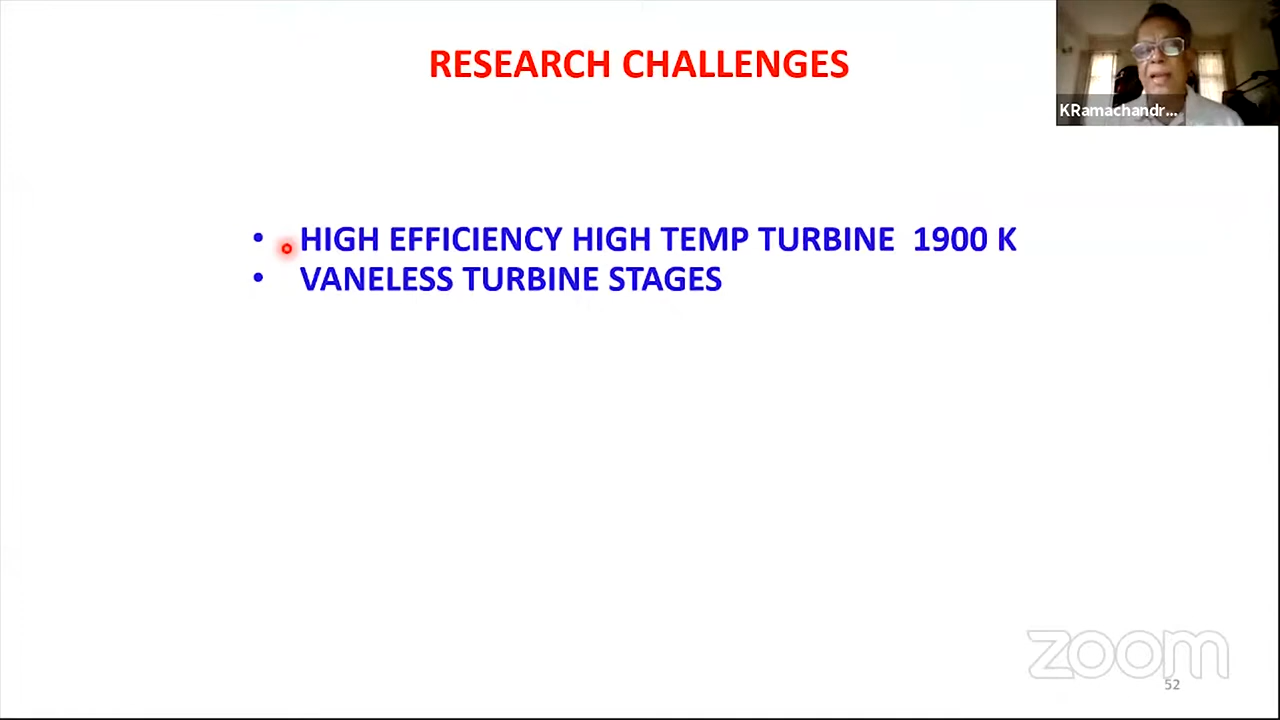 RESEARCH CHALLENGES
KRamachandr...
• HIGH EFFICIENCY HIGH TEMP TURBINE 1900 K
• VANELESS TURBINE STAGES
zoom
52